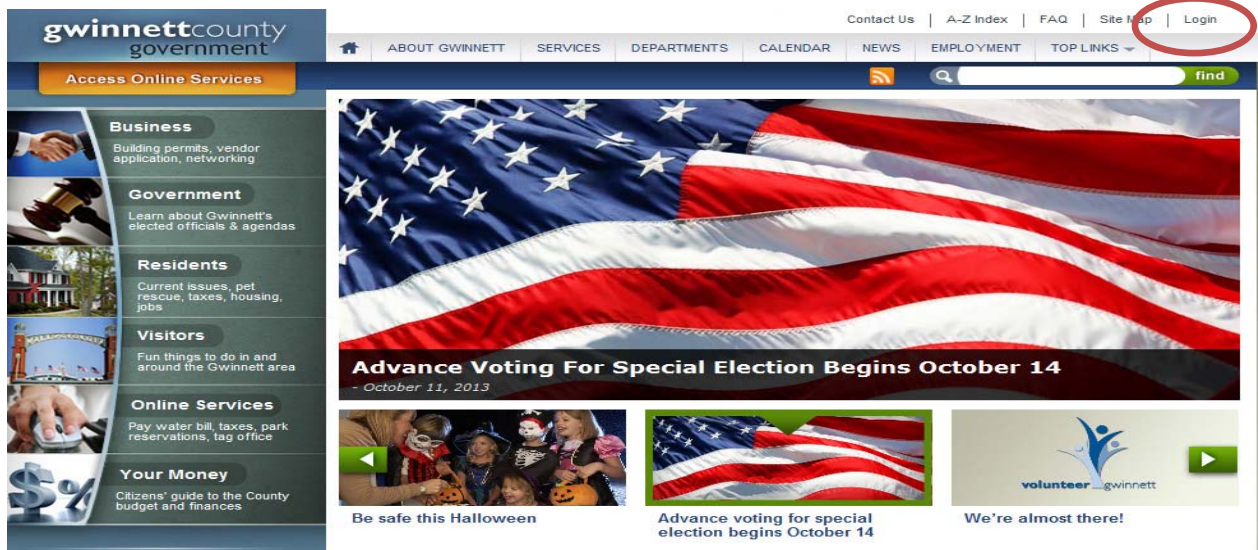 gwinnettcounty
government
Contact Us | A-Z Index | FAQ | Site Map | Login
ABOUT GWINNETT SERVICES DEPARTMENTS CALENDAR NEWS EMPLOYMENT TOP LINKS
Access Online Services
find
Business
Building permits, vendor
application, networking
Government
Learn about Gwinnett's
elected officials & agendas
Residents
Current issues, pet
rescue, taxes, housing,
jobs
Visitors
Fun things to do in and
around the Gwinnett area
Online Services
Pay water bill, taxes, park
reservations, tag office
Your Money
Citizens' guide to the County
budget and finances
Advance Voting For Special Election Begins October 14
- October 11, 2013
volunteer gwinnett
Be safe this Halloween
Advance voting for special
election begins October 14
We're almost there!